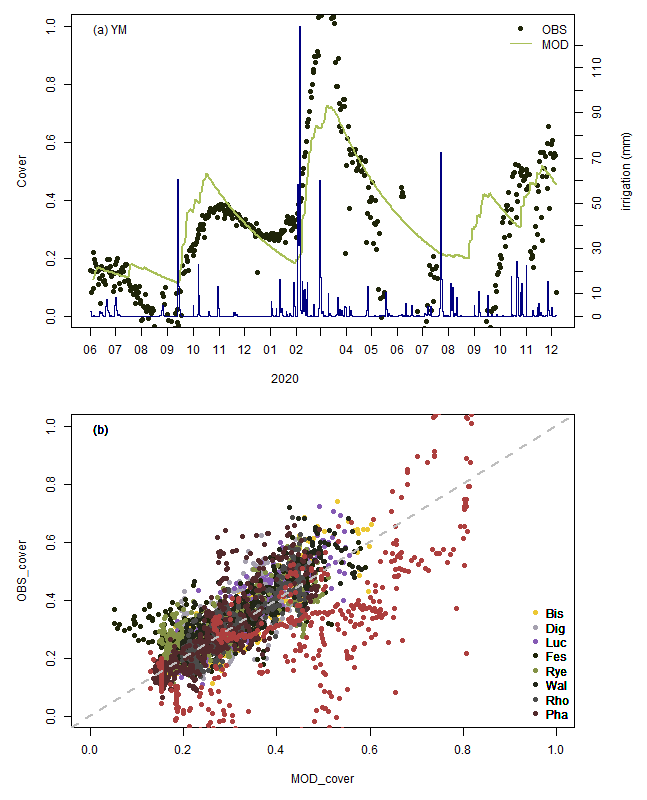 (a) YM
OBS
MOD
1.0
0.8
0.6
0.4
0.2
0.0
Cover
110
90
70
50
30
10
0
irrigation (mm)
06 07 08 09 10 11 12 01 02 04 05 06 07 08 09 10 11 12
2020
(b)
1.0
0.8
0.6
0.4
0.2
0.0
OBS_cover
Bis
Dig
Luc
Fes
Rye
Wal
Rho
Pha
0.0 0.2 0.4 0.6 0.8 1.0
MOD_cover